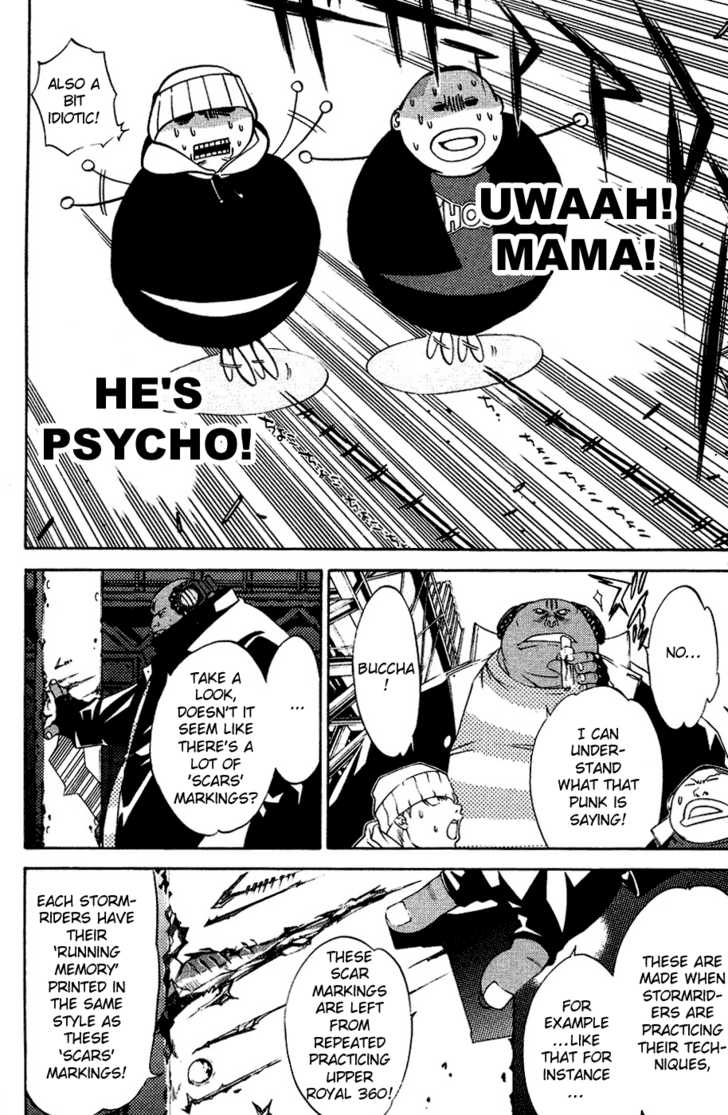 UWAAH!
MAMA!
HO
ALSO A
BIT
IDIOTIC!
HE'S
PSYCHO!
NO...
I CAN
UNDER-
STAND
WHAT THAT
PUNK IS
SAYING!
BUCCHA
!
...
TAKE A
LOOK,
DOESN'T IT
SEEM LIKE
THERE'S A
LOT OF
'SCARS'
MARKINGS?
THESE ARE
MADE WHEN
STORMRID-
ERS ARE
PRACTICING
THEIR TECH-
NIQUES,
FOR
EXAMPLE
...LIKE
THAT FOR
INSTANCE
...
THESE
SCAR
MARKINGS
ARE LEFT
FROM
REPEATED
PRACTICING
UPPER
ROYAL 360!
EACH STORM-
RIDERS HAVE
THEIR
'RUNNING
MEMORY'
PRINTED IN
THE SAME
STYLE AS
THESE
'SCARS'
MARKINGS!